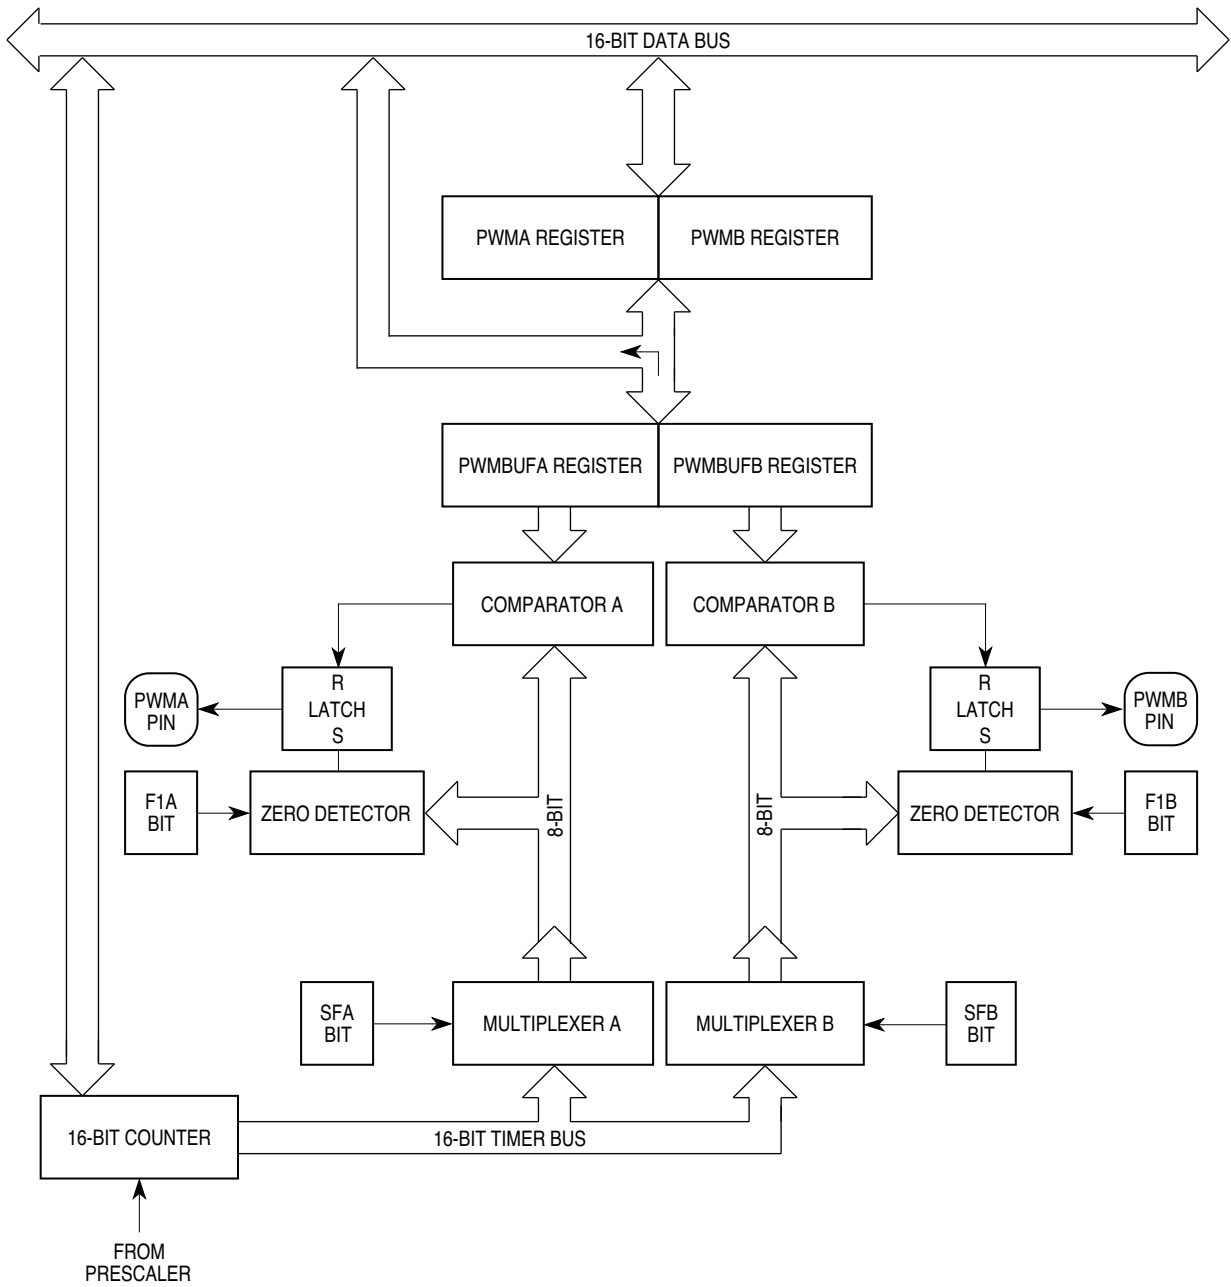 16-BIT DATA BUS
PWMA REGISTER
PWMB REGISTER
PWMBUFA REGISTER
PWMBUFB REGISTER
COMPARATOR A
COMPARATOR B
R
LATCH
S
R
LATCH
S
PWMA
PIN
PWMB
PIN
F1A
BIT
ZERO DETECTOR
8-BIT
8-BIT
ZERO DETECTOR
F1B
BIT
SFA
BIT
MULTIPLEXER A
MULTIPLEXER B
SFB
BIT
16-BIT COUNTER
16-BIT TIMER BUS
FROM
PRESCALER